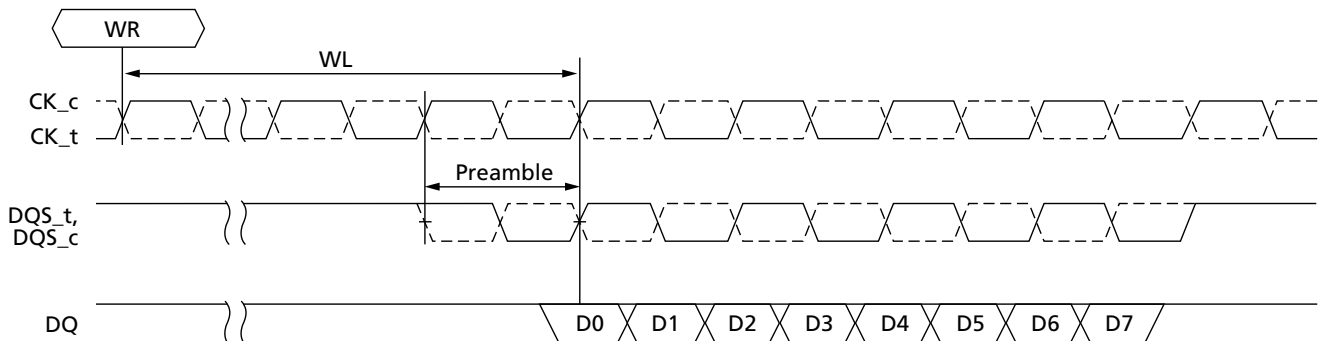 WR
WL
CK_c
CK_t
Preamble
DQS_t,
DQS_c
DQ
D0 D1 D2 D3 D4 D5 D6 D7